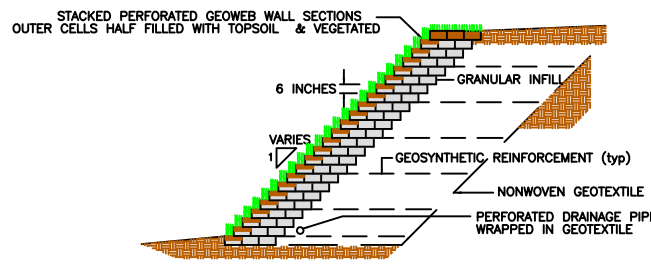 STACKED PERFORATED GEOWEB WALL SECTIONS
OUTER CELLS HALF FILLED WITH TOPSOIL & VEGETATED
GRANULAR INFILL
6 INCHES
VARIES
1
GEOSYNTHETIC REINFORCEMENT (typ)
NONWOVEN GEOTEXTILE
PERFORATED DRAINAGE PIPE
WRAPPED IN GEOTEXTILE